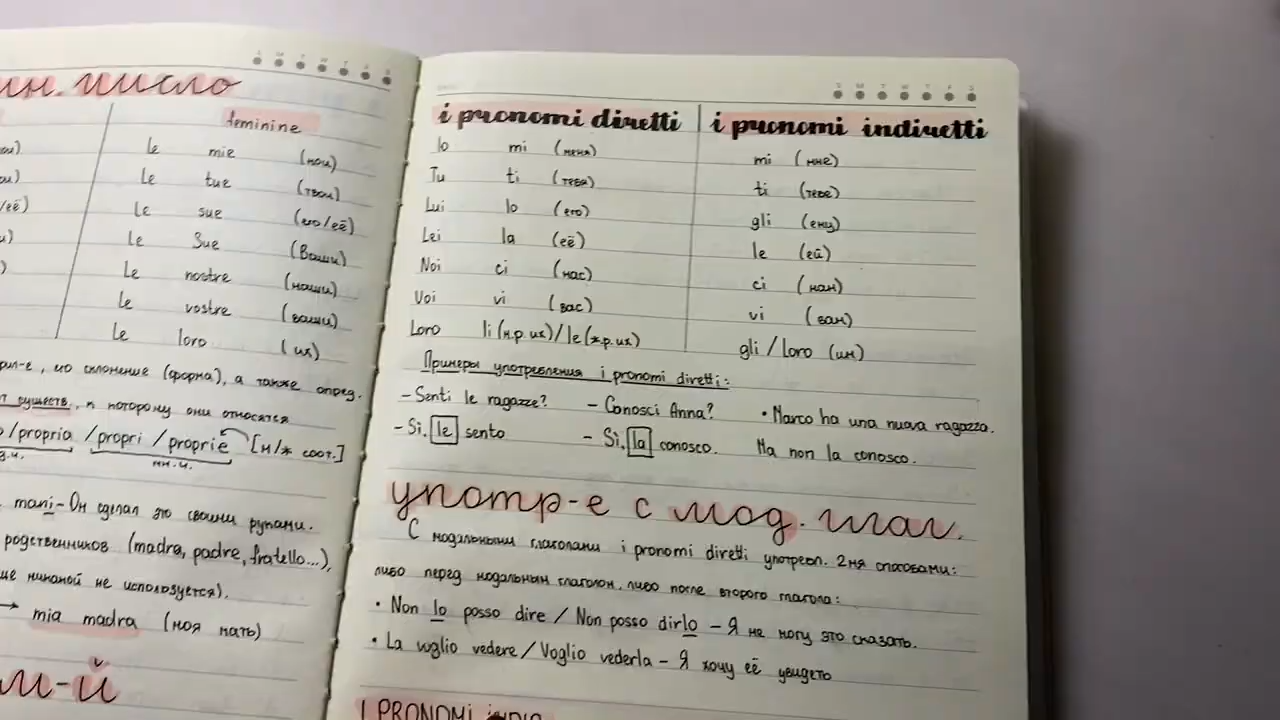 ин. число
feminine
le mie (мои)
le tue (твои)
/её) le sue (его/её)
le Sue (Ваши)
le nostre (наши)
le vostre (ваши)
le loro (их)
, но склонение (форма), а также опред.
существ., к которому они относятся
/propria /propri /proprie [м/ж соот.]
мн.ч.
mani - Он сделал это своими руками.
родственников (madre, padre, fratello...),
никакой не используется).
→ mia madra (моя мать)
м-й
S M T W T F S
S M T W T F S
i pronomi diretti i pronomi indiretti
Io mi (меня) mi (мне)
Tu ti (тебя) ti (тебе)
Lui lo (его) gli (ему)
Lei la (её) le (ей)
Noi ci (нас) ci (нам)
Voi vi (вас) vi (вам)
Loro li (м.р. их) / le (ж.р. их) gli / loro (им)
Примеры употребления i pronomi diretti:
- Senti le ragazze? - Conosci Anna? • Marco ha una nuova ragazza.
- Si, le sento - Si, la conosco. Ma non la conosco.
употр-е с мод. глаг.
С модальными глаголами i pronomi diretti употребл. 2мя способами:
либо перед модальным глаголом, либо после второго глагола:
• Non lo posso dire / Non posso dirlo - Я не могу это сказать.
• La voglio vedere / Voglio vederla - Я хочу её увидеть
I PRONOMI